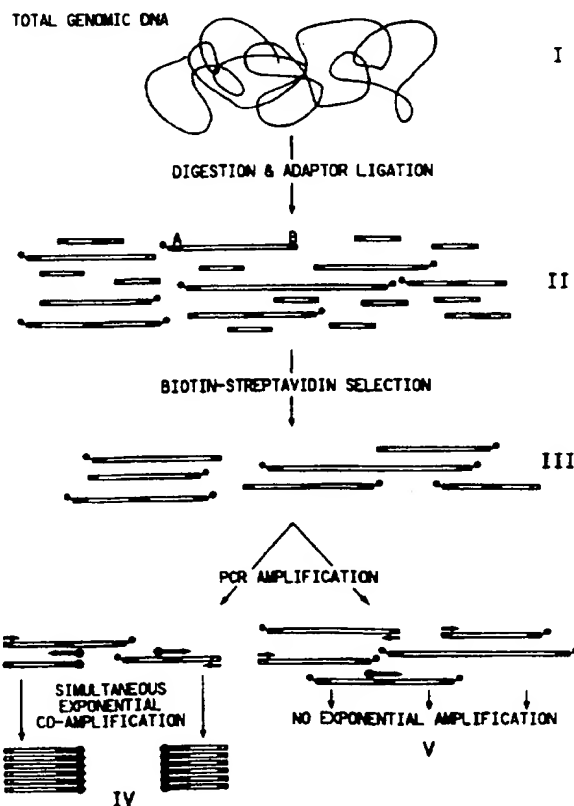 TOTAL GENOMIC DNA
I
DIGESTION & ADAPTOR LIGATION
A B
II
BIOTIN-STREPTAVIDIN SELECTION
III
PCR AMPLIFICATION
SIMULTANEOUS
EXPONENTIAL
CO-AMPLIFICATION
NO EXPONENTIAL AMPLIFICATION
V
IV